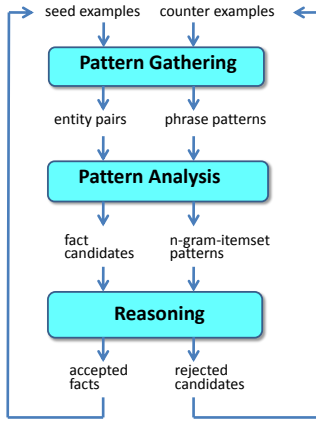 seed examples counter examples
Pattern Gathering
entity pairs phrase patterns
Pattern Analysis
fact candidates
n-gram-itemset patterns
Reasoning
accepted facts
rejected candidates